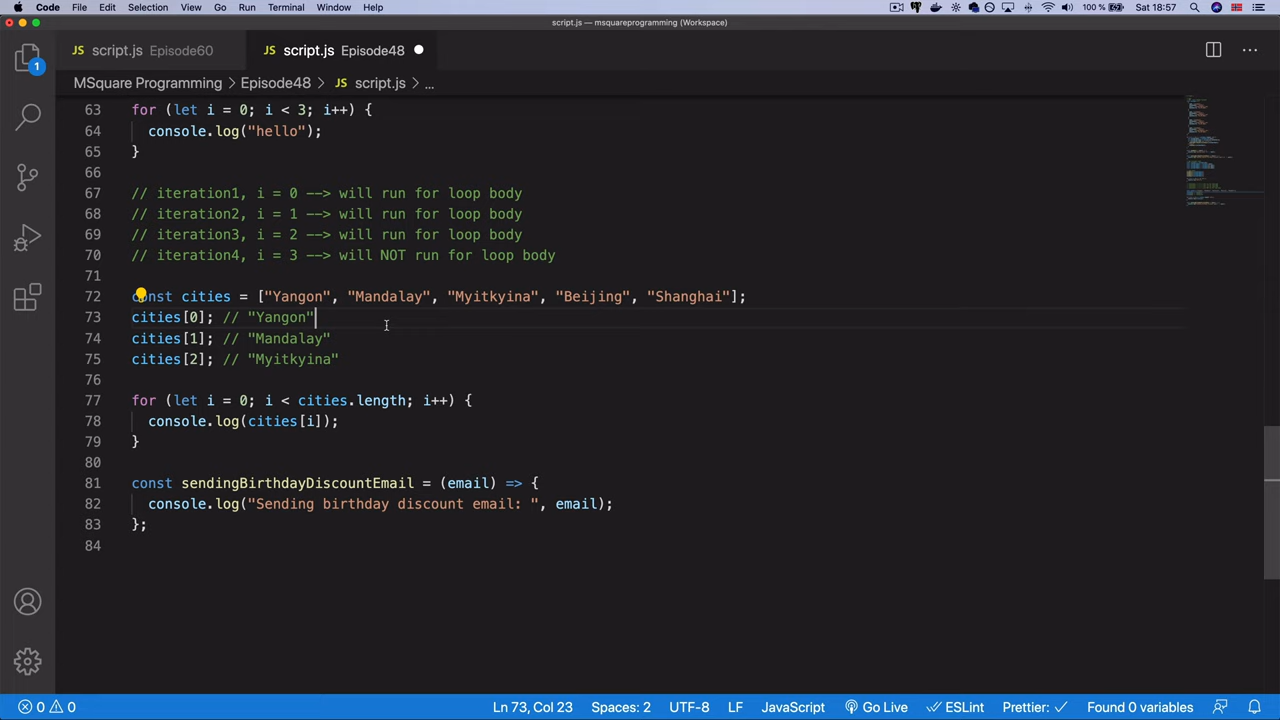 Code File Edit Selection View Go Run Terminal Window Help 100 % Sat 18:57
script.js — msquareprogramming (Workspace)
JS script.js Episode60 JS script.js Episode48
1
MSquare Programming > Episode48 > JS script.js > ...
63 for (let i = 0; i < 3; i++) {
64 console.log("hello");
65 }
66
67 // iteration1, i = 0 --> will run for loop body
68 // iteration2, i = 1 --> will run for loop body
69 // iteration3, i = 2 --> will run for loop body
70 // iteration4, i = 3 --> will NOT run for loop body
71
72 const cities = ["Yangon", "Mandalay", "Myitkyina", "Beijing", "Shanghai"];
73 cities[0]; // "Yangon"
74 cities[1]; // "Mandalay"
75 cities[2]; // "Myitkyina"
76
77 for (let i = 0; i < cities.length; i++) {
78 console.log(cities[i]);
79 }
80
81 const sendingBirthdayDiscountEmail = (email) => {
82 console.log("Sending birthday discount email: ", email);
83 };
84
0 0 Ln 73, Col 23 Spaces: 2 UTF-8 LF JavaScript Go Live ESLint Prettier: ✓ Found 0 variables